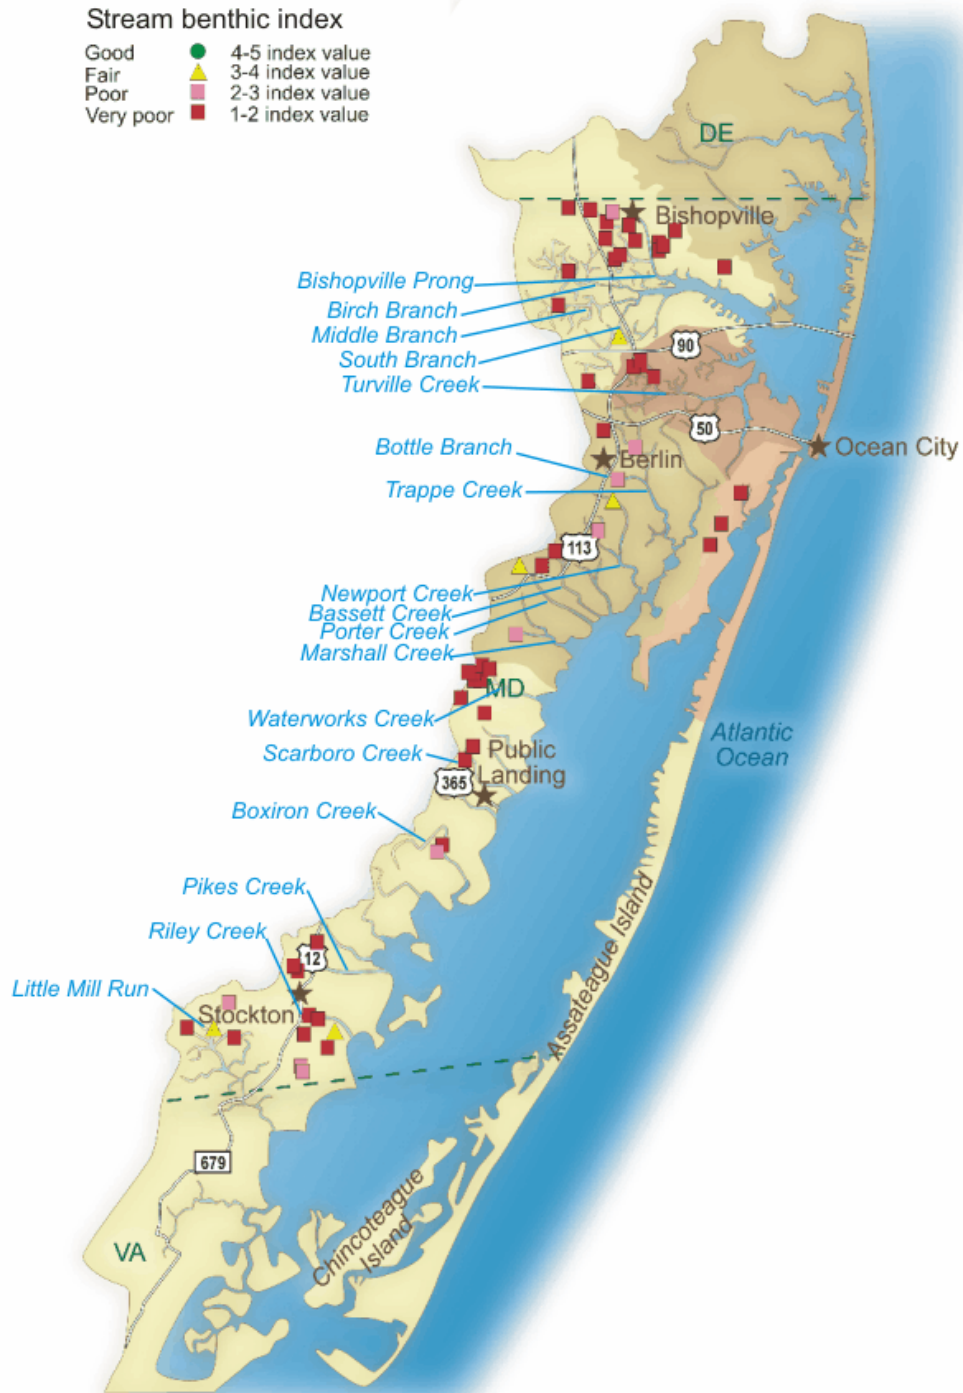 Stream benthic index
Good 4-5 index value
Fair 3-4 index value
Poor 2-3 index value
Very poor 1-2 index value
DE
Bishopville
Bishopville Prong
Birch Branch
Middle Branch
South Branch
90
Turville Creek
50
Ocean City
Bottle Branch
Berlin
Trappe Creek
113
Newport Creek
Bassett Creek
Porter Creek
Marshall Creek
MD
Waterworks Creek
Atlantic
Ocean
Scarboro Creek
Public
Landing
365
Boxiron Creek
Pikes Creek
Assateague Island
Riley Creek
12
Little Mill Run
Stockton
679
Chincoteague
Island
VA